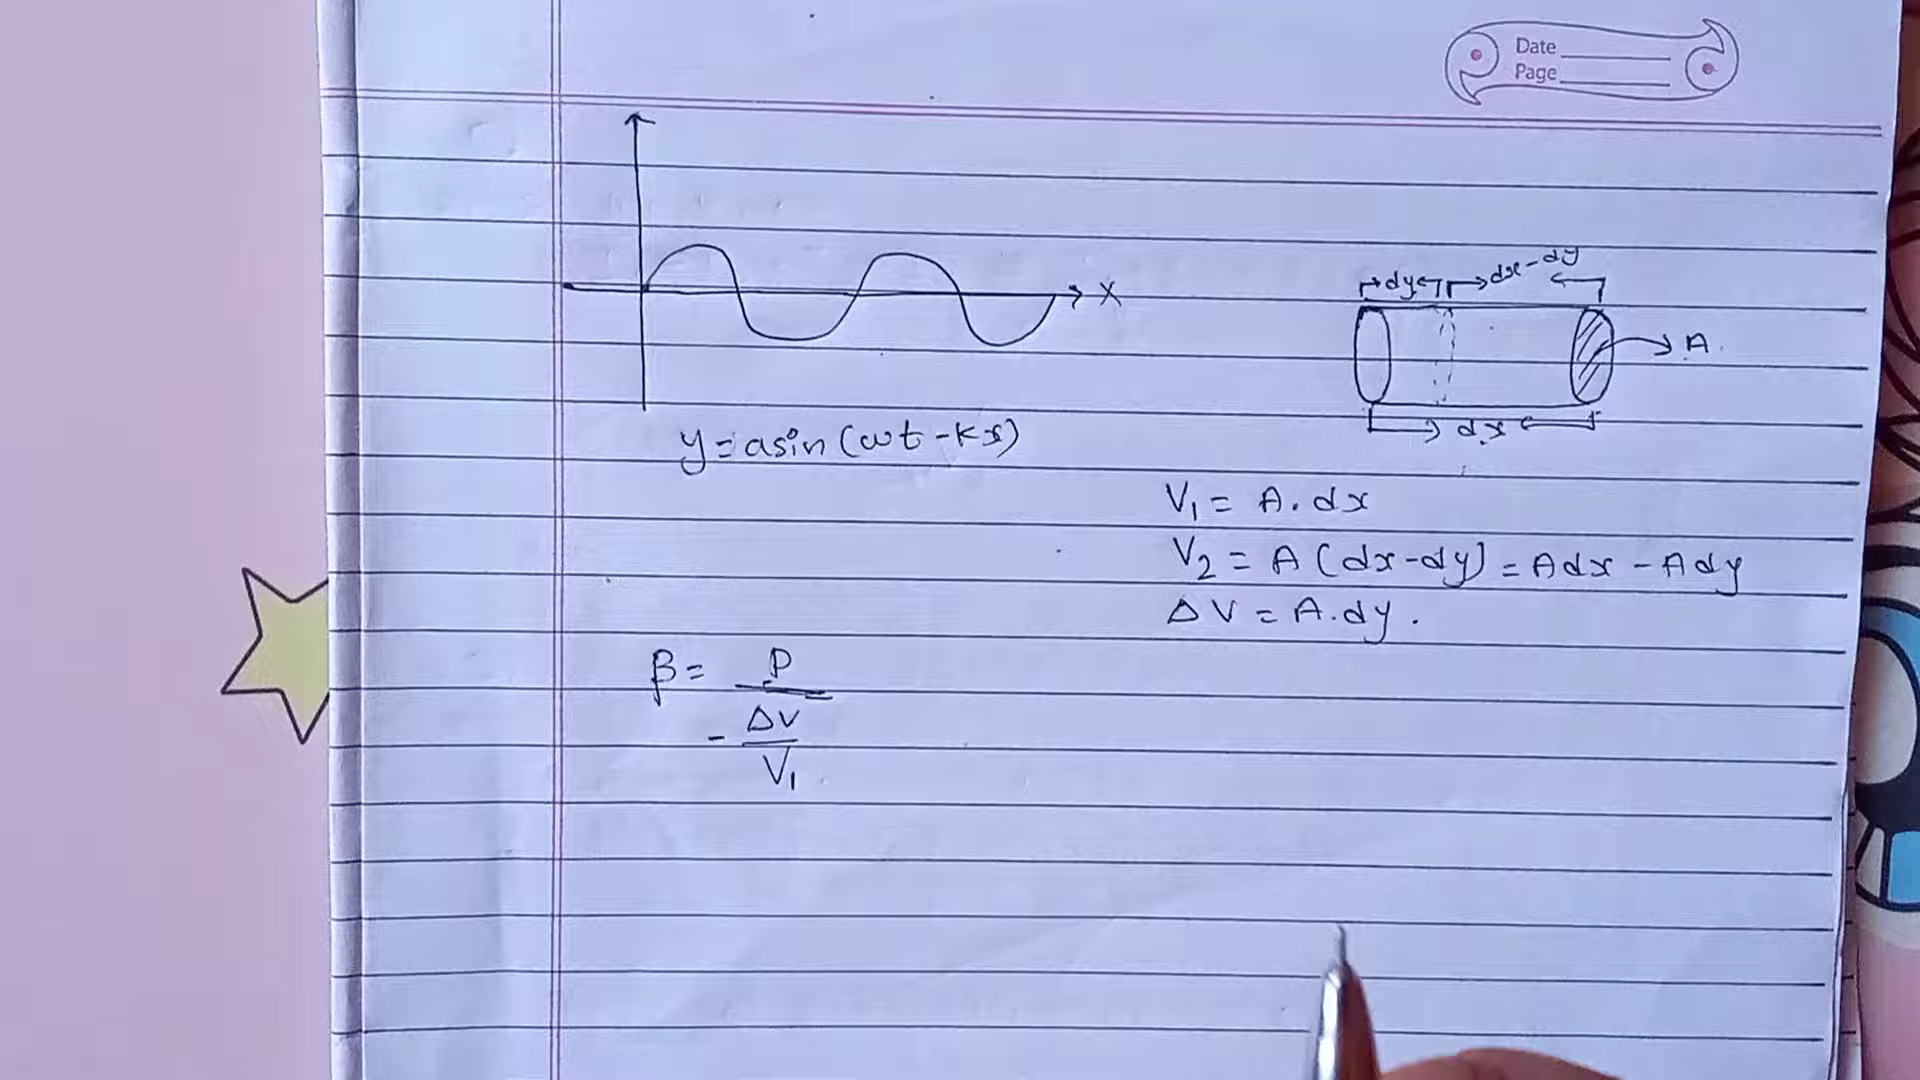 Date
Page
dy dx-dy
X
A.
dx
y = asin (ωt - kx)
V₁ = A. dx
V₂ = A (dx-dy) = Adx - Ady
ΔV = A.dy.
β = P
- ΔV
V₁